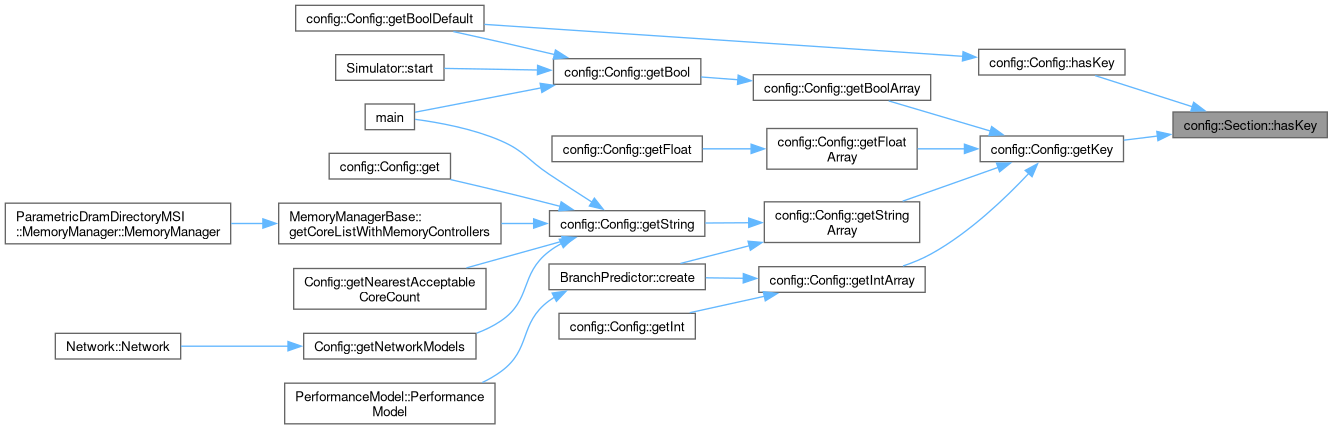 config::Config::getBoolDefault
Simulator::start
main
config::Config::get
ParametricDramDirectoryMSI
::MemoryManager::MemoryManager
MemoryManagerBase::
getCoreListWithMemoryControllers
Config::getNearestAcceptable
CoreCount
Network::Network
Config::getNetworkModels
PerformanceModel::Performance
Model
config::Config::getBool
config::Config::getFloat
config::Config::getString
BranchPredictor::create
config::Config::getInt
config::Config::getBoolArray
config::Config::getFloat
Array
config::Config::getString
Array
config::Config::getIntArray
config::Config::hasKey
config::Config::getKey
config::Section::hasKey